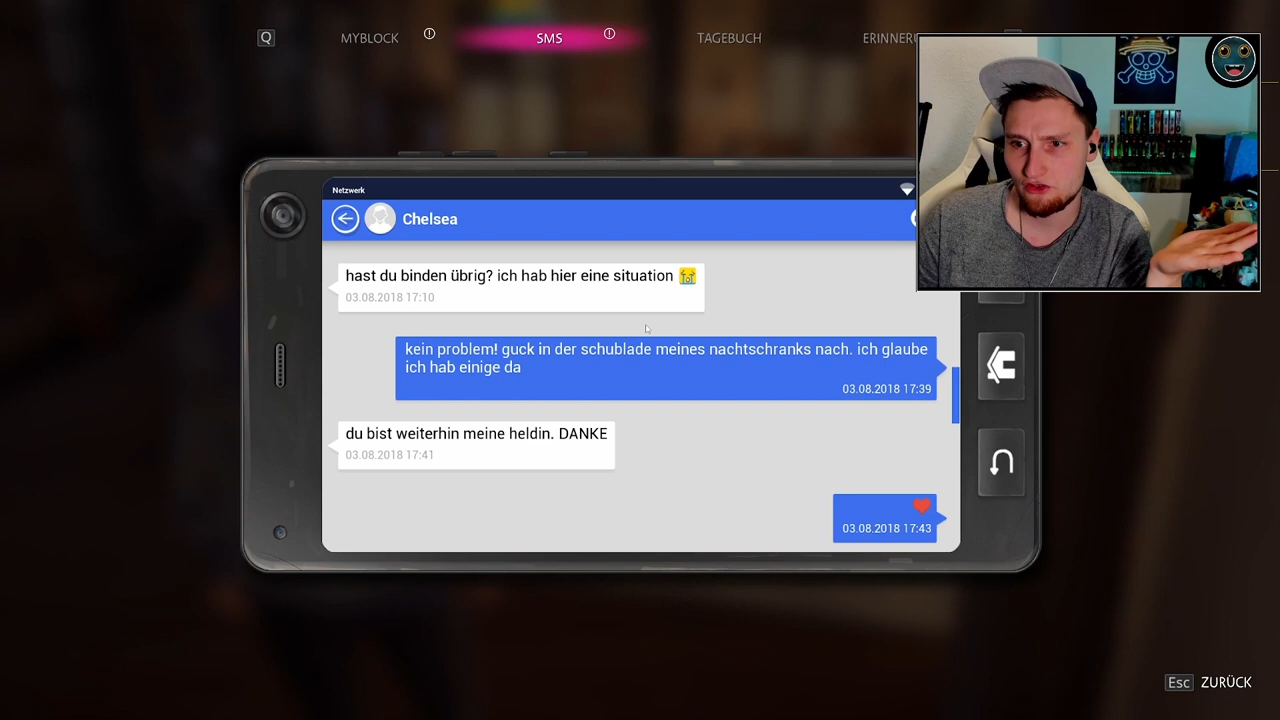 Q
MYBLOCK
SMS
TAGEBUCH
Netzwerk
Chelsea
hast du binden übrig? ich hab hier eine situation 😭
03.08.2018 17:10
kein problem! guck in der schublade meines nachtschranks nach. ich glaube
ich hab einige da
03.08.2018 17:39
du bist weiterhin meine heldin. DANKE
03.08.2018 17:41
❤
03.08.2018 17:43
Esc ZURÜCK